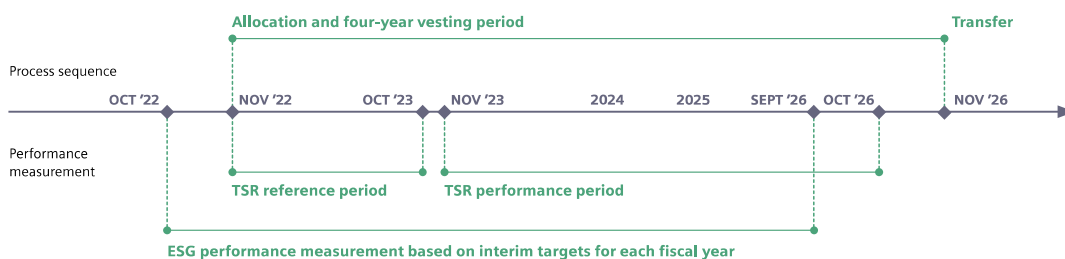 Allocation and four-year vesting period
Transfer
Process sequence
OCT ’22
NOV ’22
OCT ’23
NOV ’23
2024
2025
SEPT ’26
OCT ’26
NOV ’26
Performance
measurement
TSR reference period
TSR performance period
ESG performance measurement based on interim targets for each fiscal year